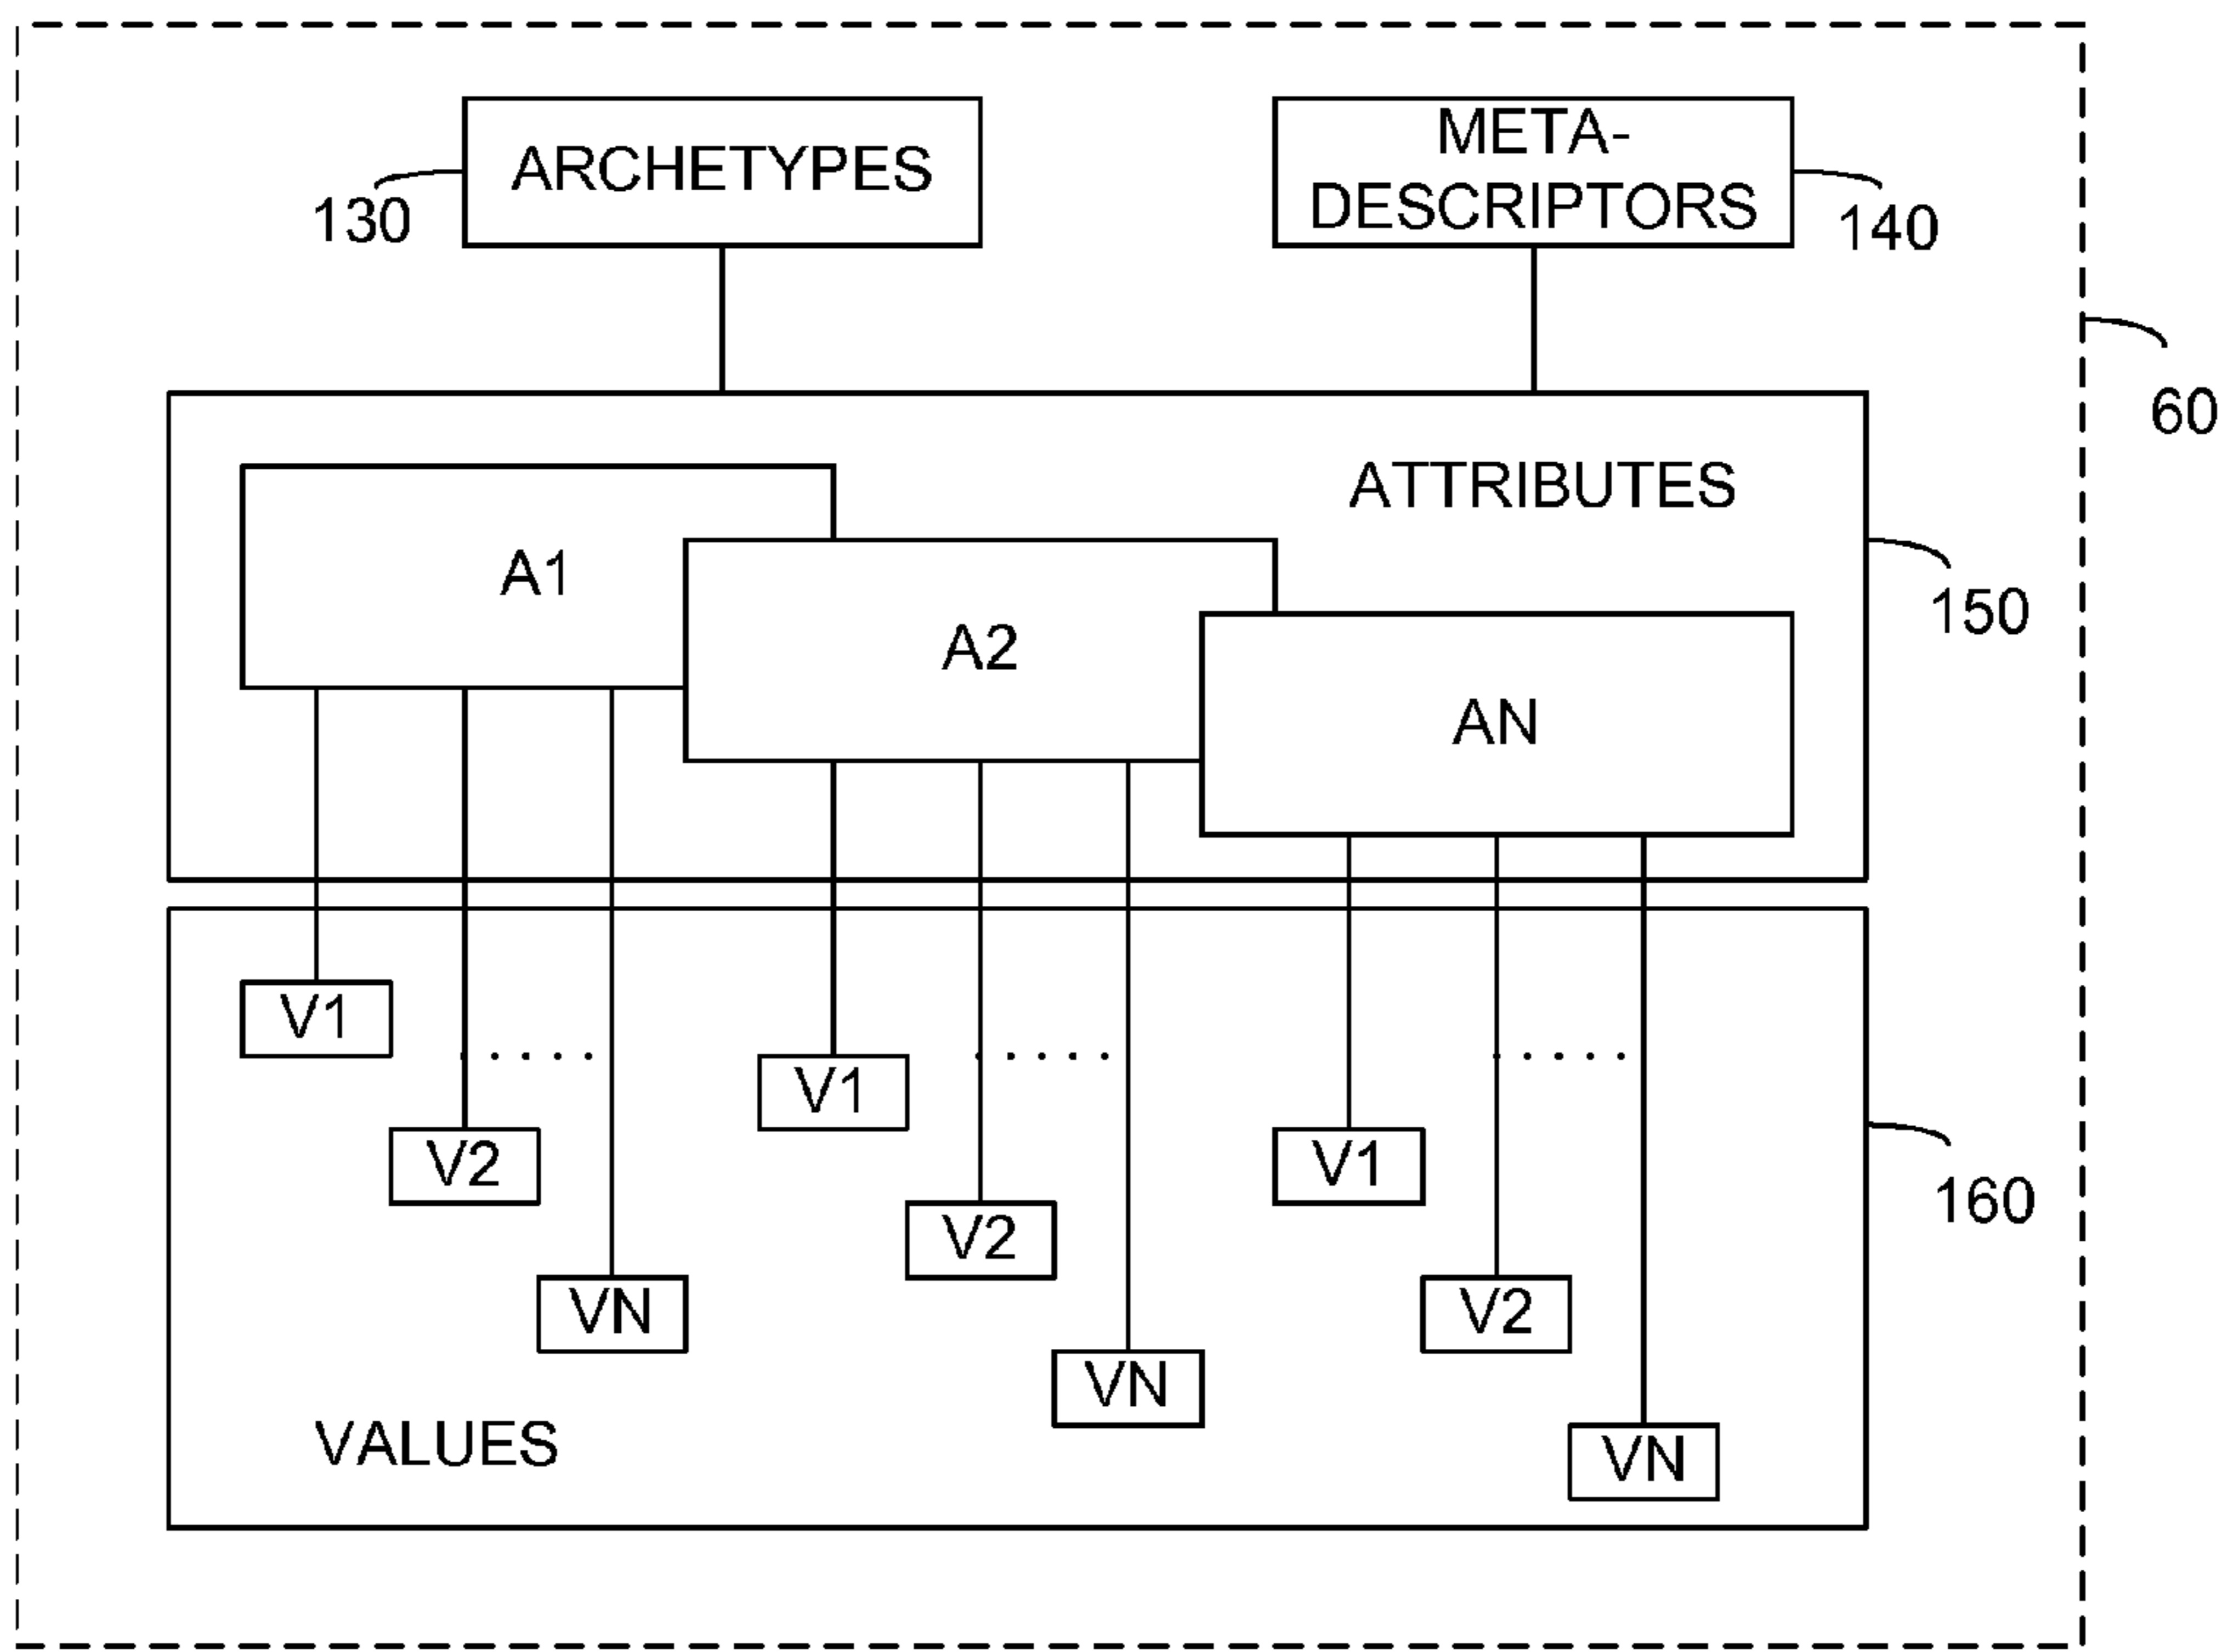 ARCHETYPES
130
META-
DESCRIPTORS
140
60
ATTRIBUTES
A1
A2
AN
150
V1
V1
V2
V1
V2
VN
V2
VN
VN
160
VALUES